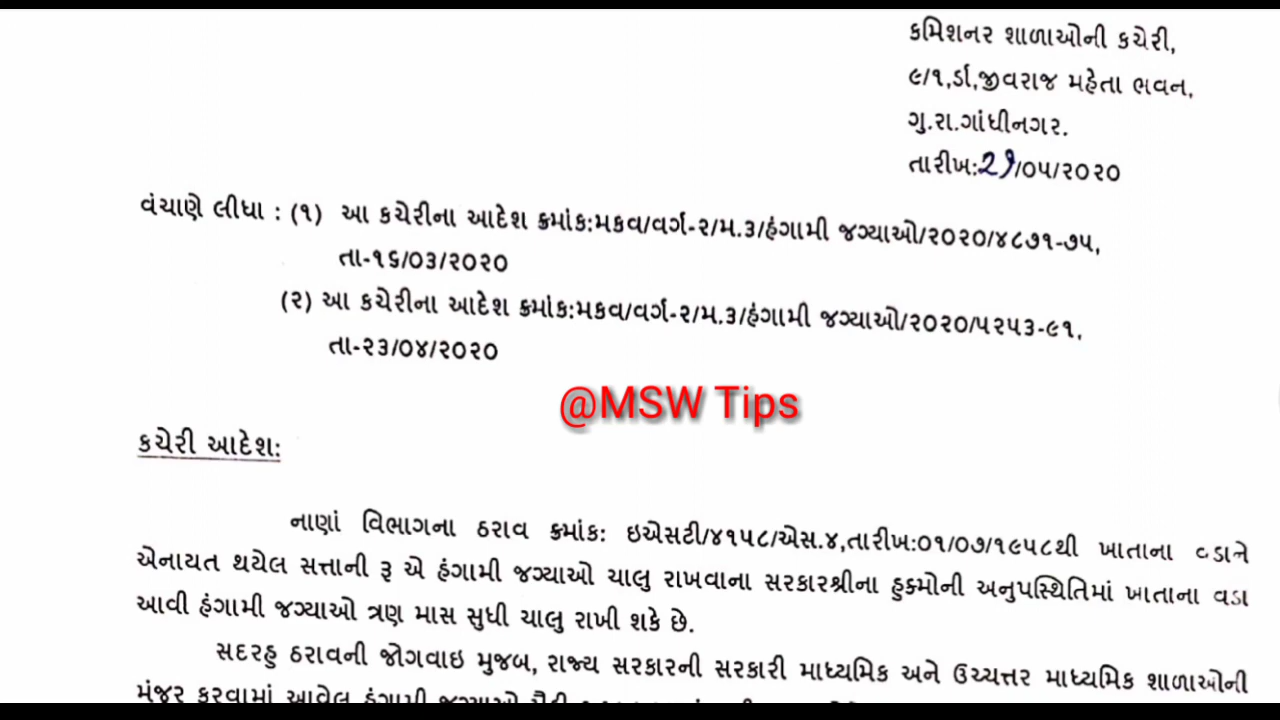 કમિશનર શાળાઓની કચેરી,
૯/૧,ર્ડા,જીવરાજ મહેતા ભવન,
ગુ.રા.ગાંધીનગર.
તારીખ:21/૦૫/૨૦૨૦
વંચાણે લીધા : (૧) આ કચેરીના આદેશ ક્રમાંક:મકવ/વર્ગ-૨/મ.૩/હંગામી જગ્યાઓ/૨૦૨૦/૪૮૭૧-૭૫,
તા-૧૬/૦૩/૨૦૨૦
(૨) આ કચેરીના આદેશ ક્રમાંક:મકવ/વર્ગ-૨/મ.૩/હંગામી જગ્યાઓ/૨૦૨૦/૫૨૫૩-૯૧,
તા-૨૩/૦૪/૨૦૨૦
@MSW Tips
કચેરી આદેશ:
નાણાં વિભાગના ઠરાવ ક્રમાંક: ઇએસટી/૪૧૫૮/એસ.૪,તારીખ:૦૧/૦૭/૧૯૫૮થી ખાતાના વડાને
એનાયત થયેલ સત્તાની રૂ એ હંગામી જગ્યાઓ ચાલુ રાખવાના સરકારશ્રીના હુકમોની અનુપસ્થિતિમાં ખાતાના વડા
આવી હંગામી જગ્યાઓ ત્રણ માસ સુધી ચાલુ રાખી શકે છે.
સદરહુ ઠરાવની જોગવાઇ મુજબ, રાજ્ય સરકારની સરકારી માધ્યમિક અને ઉચ્ચત્તર માધ્યમિક શાળાઓની
મંજૂર કરવામાં આવેલ હંગામી જગ્યાઓ પૈકી